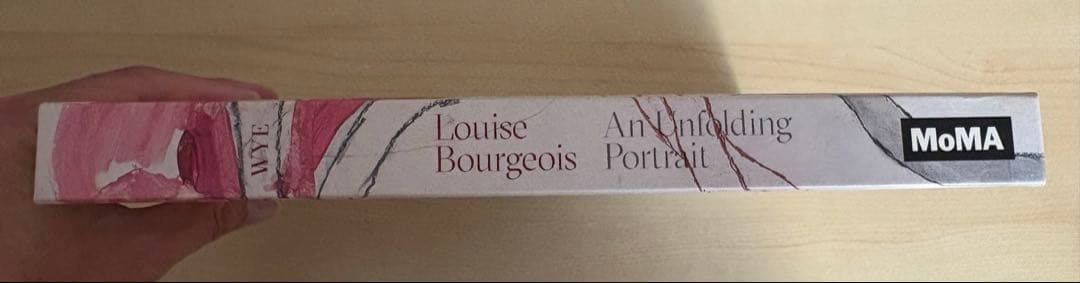 WYE
Louise
Bourgeois
An Unfolding
Portrait
MoMA